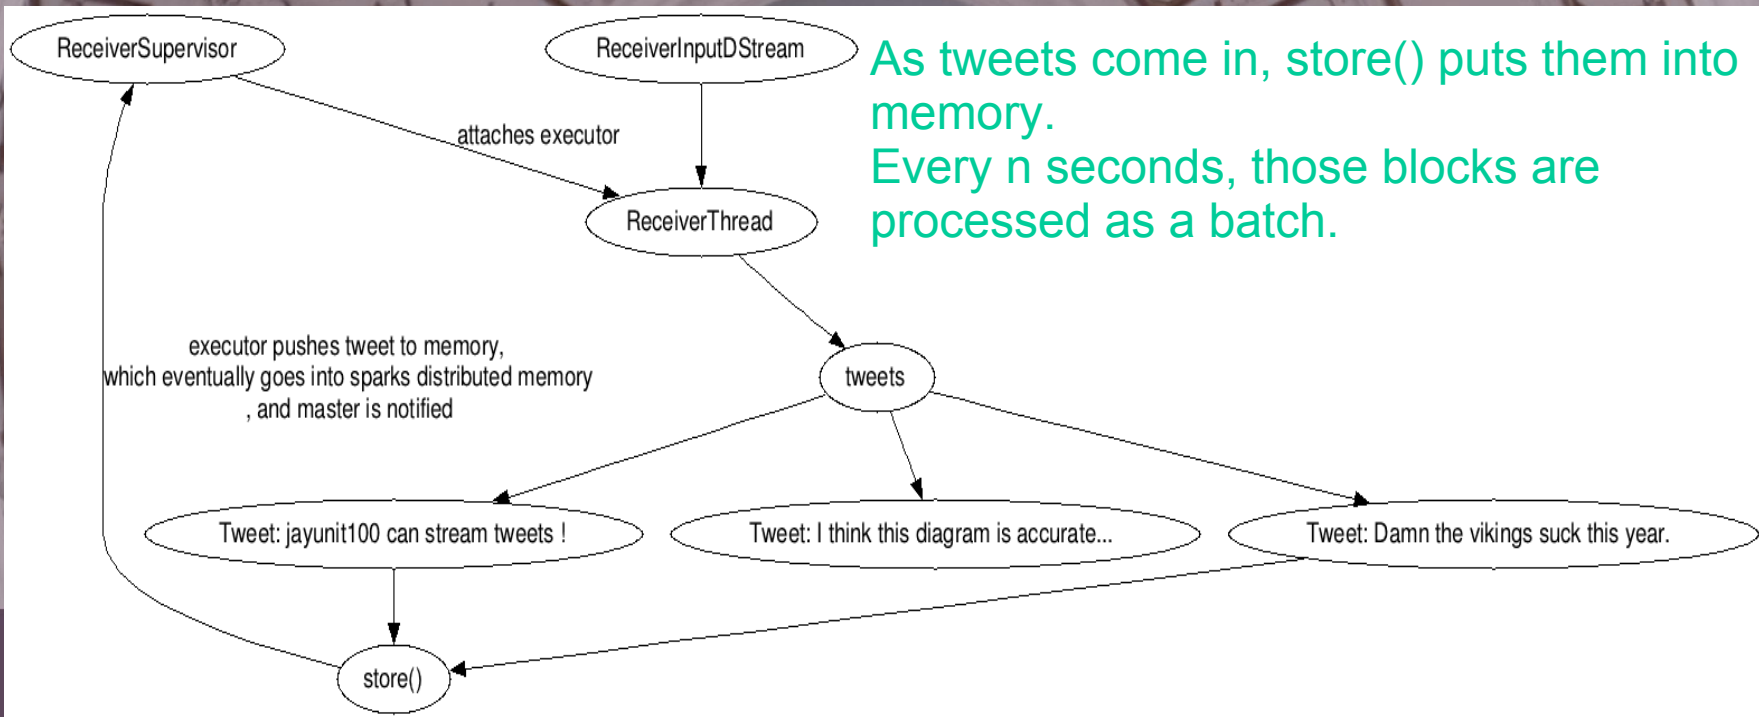 ReceiverSupervisor
ReceiverInputDStream
As tweets come in, store() puts them into
memory.
Every n seconds, those blocks are
processed as a batch.
attaches executor
ReceiverThread
executor pushes tweet to memory,
which eventually goes into sparks distributed memory
, and master is notified
tweets
Tweet: jayunit100 can stream tweets !
Tweet: I think this diagram is accurate...
Tweet: Damn the vikings suck this year.
store()